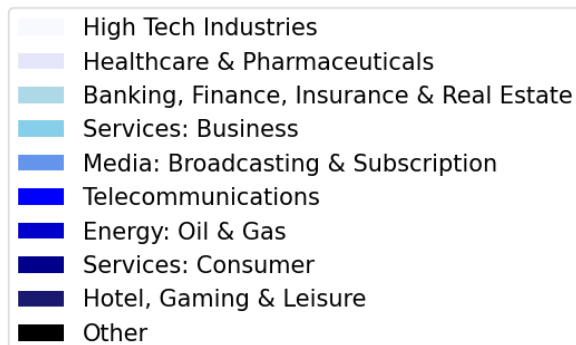 High Tech Industries
Healthcare & Pharmaceuticals
Banking, Finance, Insurance & Real Estate
Services: Business
Media: Broadcasting & Subscription
Telecommunications
Energy: Oil & Gas
Services: Consumer
Hotel, Gaming & Leisure
Other